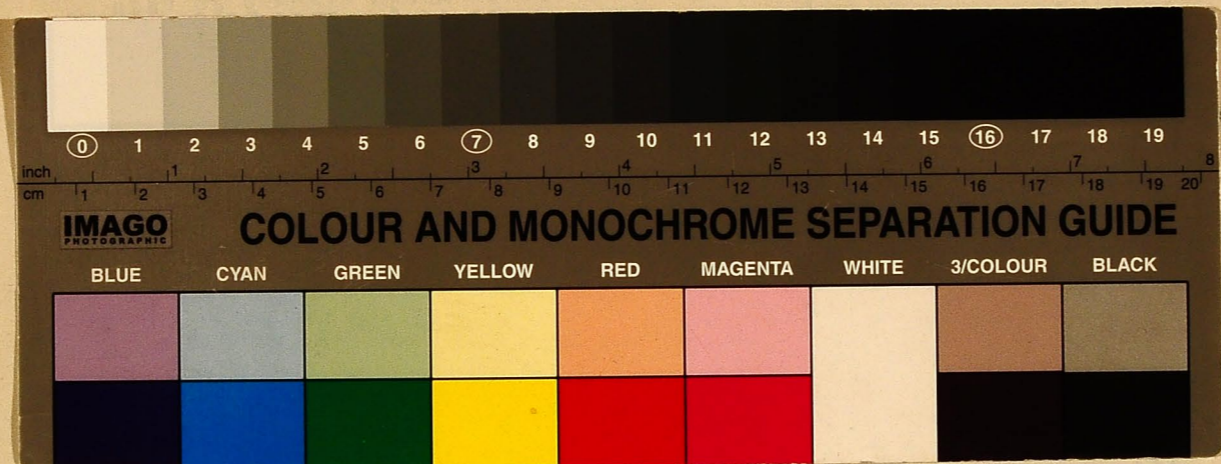 0 1 2 3 4 5 6 7 8 9 10 11 12 13 14 15 16 17 18 19
inch 1 2 3 4 5 6 7 8
cm 1 2 3 4 5 6 7 8 9 10 11 12 13 14 15 16 17 18 19 20
IMAGO
PHOTOGRAPHIC
COLOUR AND MONOCHROME SEPARATION GUIDE
BLUE CYAN GREEN YELLOW RED MAGENTA WHITE 3/COLOUR BLACK